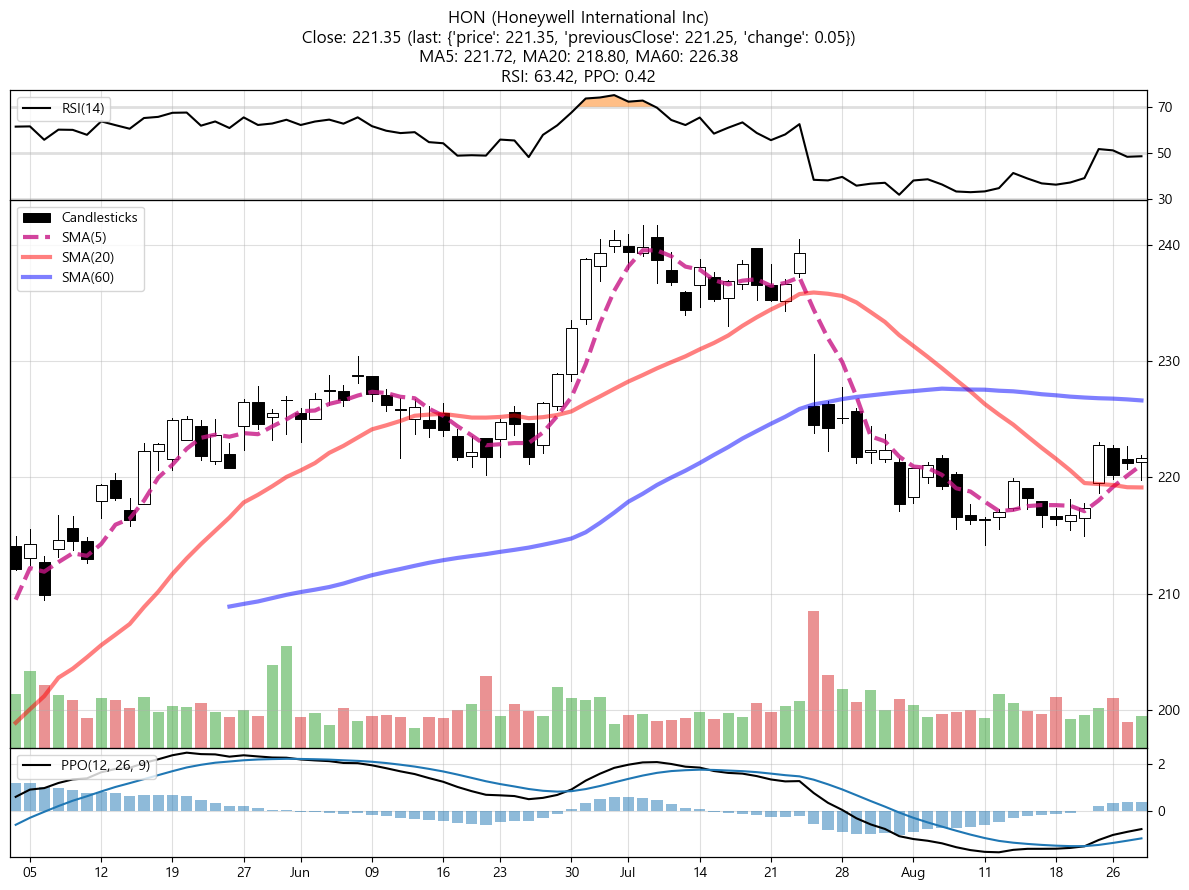 HON (Honeywell International Inc)
Close: 221.35 (last: {'price': 221.35, 'previousClose': 221.25, 'change': 0.05})
MA5: 221.72, MA20: 218.80, MA60: 226.38
RSI: 63.42, PPO: 0.42
RSI(14)
70
50
30
Candlesticks
SMA(5)
SMA(20)
SMA(60)
240
230
220
210
200
PPO(12, 26, 9)
2
0
05 12 19 27 Jun 09 16 23 30 Jul 14 21 28 Aug 11 18 26